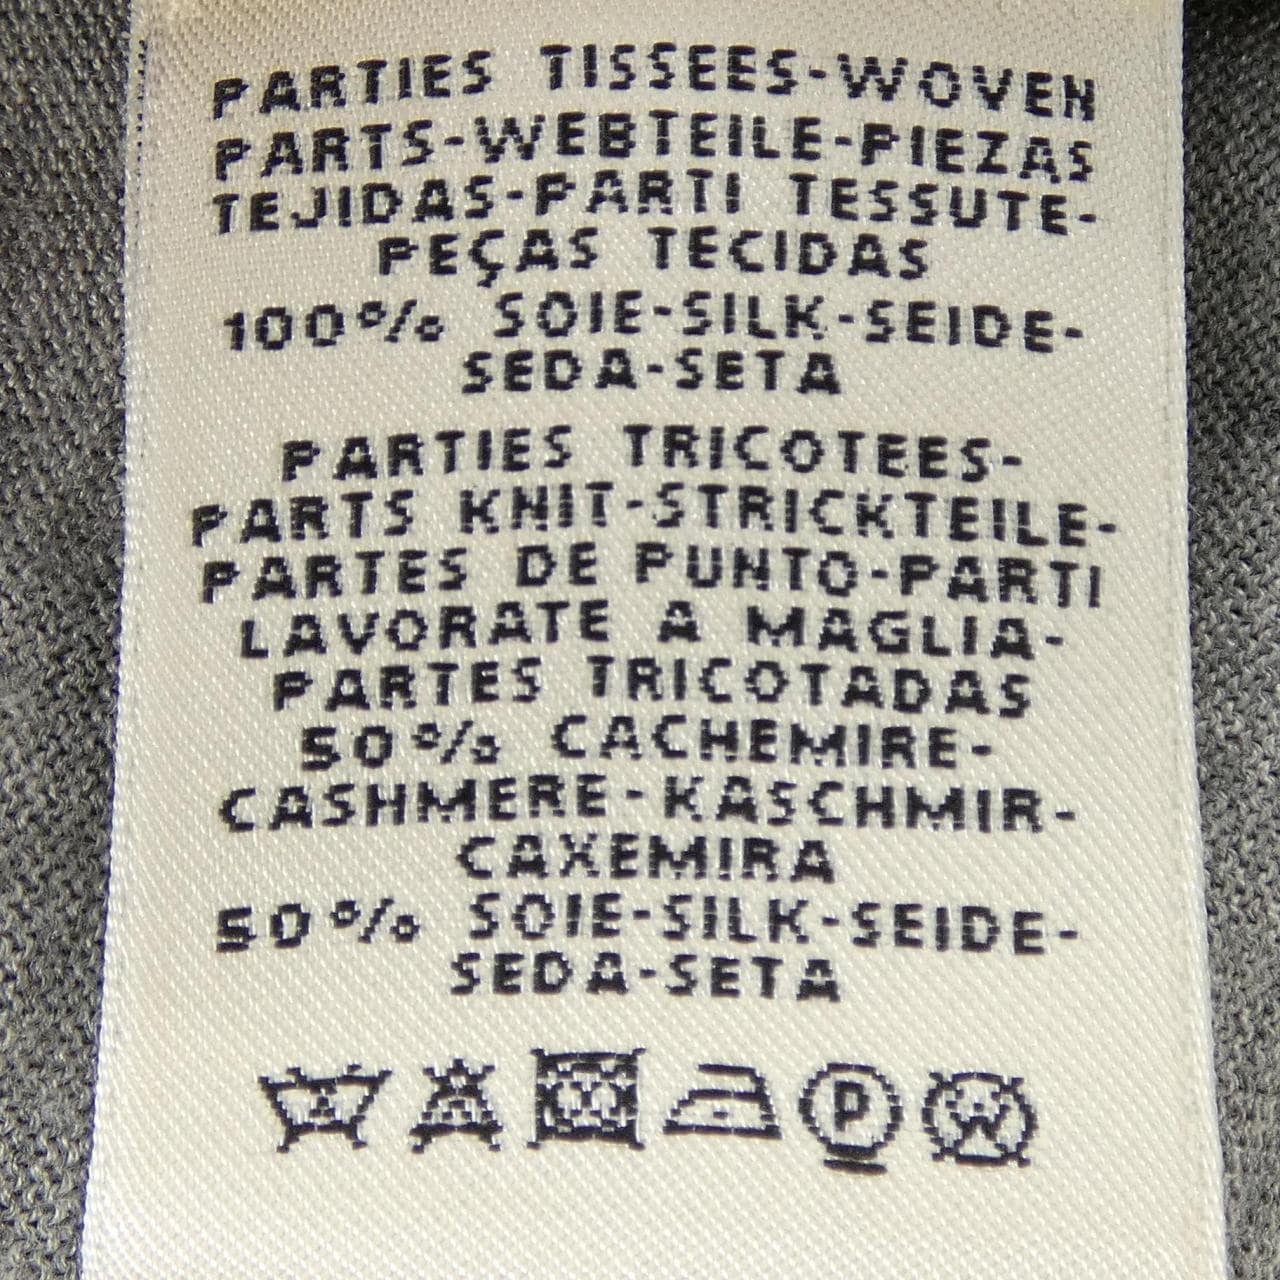 PARTIES TISSEES-WOVEN
PARTS-WEBTEILE-PIEZAS
TEJIDAS-PARTI TESSUTE-
PEÇAS TECIDAS
100% SOIE-SILK-SEIDE-
SEDA-SETA
PARTIES TRICOTEES-
PARTS KNIT-STRICKTEILE-
PARTES DE PUNTO-PARTI
LAVORATE A MAGLIA-
PARTES TRICOTADAS
50% CACHEMIRE-
CASHMERE-KASCHMIR-
CAXEMIRA
50% SOIE-SILK-SEIDE-
SEDA-SETA
P W